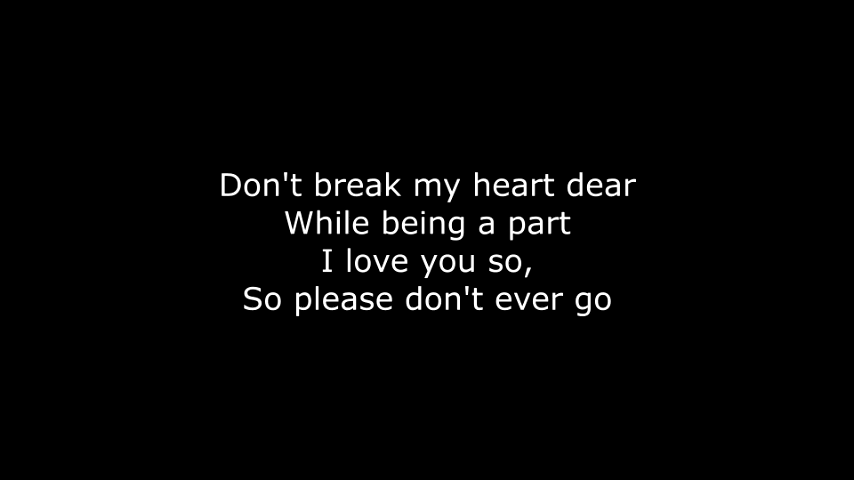 Don't break my heart dear
While being a part
I love you so,
So please don't ever go